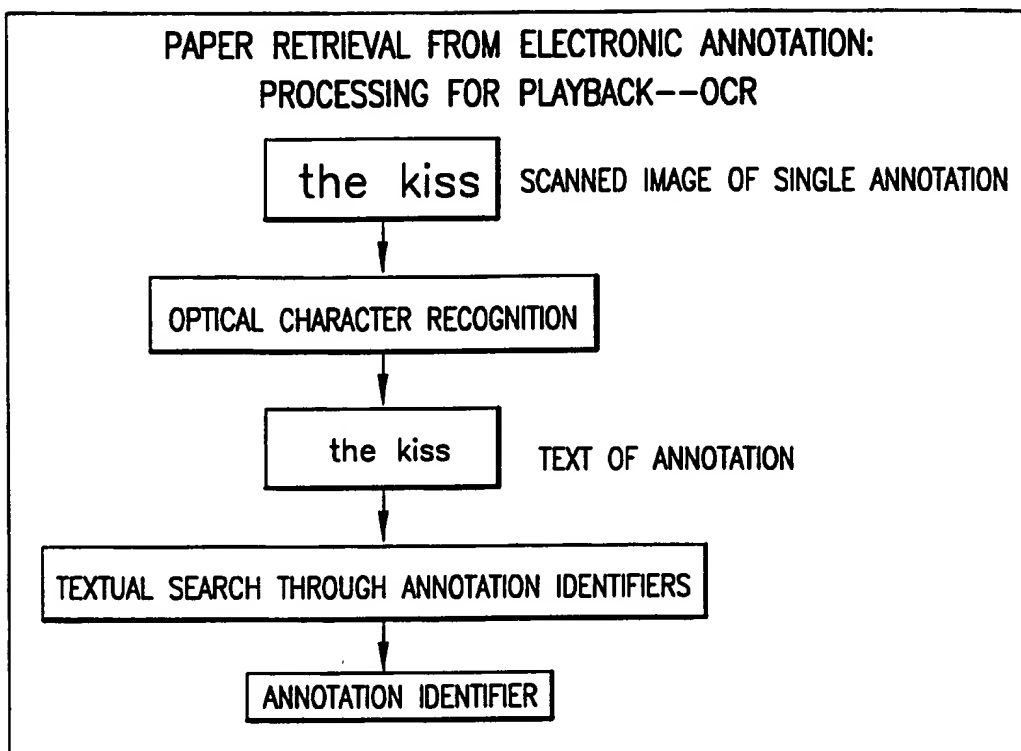 PAPER RETRIEVAL FROM ELECTRONIC ANNOTATION:
PROCESSING FOR PLAYBACK--OCR
the kiss SCANNED IMAGE OF SINGLE ANNOTATION
OPTICAL CHARACTER RECOGNITION
the kiss TEXT OF ANNOTATION
TEXTUAL SEARCH THROUGH ANNOTATION IDENTIFIERS
ANNOTATION IDENTIFIER